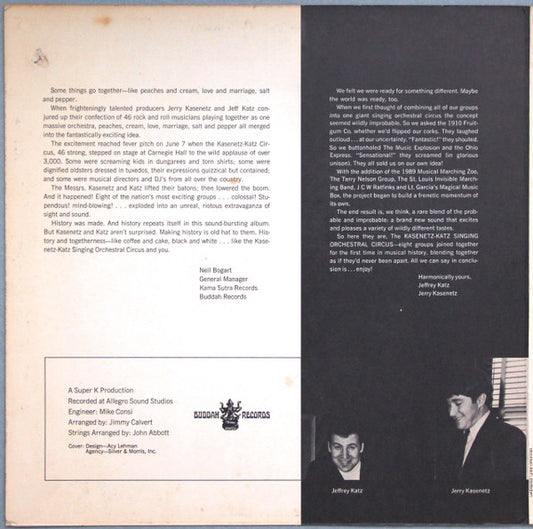 Some things go together—like peaches and cream, love and marriage, salt
and pepper.
When frighteningly talented producers Jerry Kasenetz and Jeff Katz con-
jured up their confection of 46 rock and roll musicians playing together as one
massive orchestra, peaches, cream, love, marriage, salt and pepper all merged
into the fantastically exciting idea.
The excitement reached fever pitch on June 7 when the Kasenetz-Katz Cir-
cus, 46 strong, stepped on stage at Carnegie Hall to the wild applause of over
3,000. Some were screaming kids in dungarees and torn shirts; some were
dignified oldsters dressed in tuxedos, their expressions quizzical but contained;
and some were musical directors and DJ's from all over the country.
The Messrs. Kasenetz and Katz lifted their batons; then lowered the boom.
And it happened! Eight of the nation's most exciting groups . . . colossal! Stu-
pendous! mind-blowing! . . . exploded into an unreal, riotous extravaganza of
sight and sound.
History was made. And history repeats itself in this sound-bursting album.
But Kasenetz and Katz aren't surprised. Making history is old hat to them. His-
tory and togetherness—like coffee and cake, black and white . . . like the Kase-
netz-Katz Singing Orchestral Circus and you.
Neil Bogart
General Manager
Kama Sutra Records
Buddah Records
A Super K Production
Recorded at Allegro Sound Studios
Engineer: Mike Consi
Arranged by: Jimmy Calvert
Strings Arranged by: John Abbott
Cover: Design—Acy Lehman
Agency—Silver & Morris, Inc.
BUDDAH RECORDS
We felt we were ready for something different. Maybe
the world was ready, too.
When we first thought of combining all of our groups
into one giant singing orchestral circus the concept
seemed wildly improbable. So we asked the 1910 Fruit-
gum Co. whether we'd flipped our corks. They laughed
outloud . . . at our uncertainty. "Fantastic!" they shouted.
So we buttonholed The Music Explosion and the Ohio
Express. "Sensational!" they screamed (in glorious
unison). They all sold us on our own idea!
With the addition of the 1989 Musical Marching Zoo,
The Terry Nelson Group, The St. Louis Invisible March-
ing Band, J C W Ratfinks and Lt. Garcia's Magical Music
Box, the project began to build a frenetic momentum of
its own.
The end result is, we think, a rare blend of the prob-
able and improbable: a brand new sound that excites
and pleases a variety of wildly different tastes.
So here they are, The KASENETZ-KATZ SINGING
ORCHESTRAL CIRCUS—eight groups joined together
for the first time in musical history, blending together
as if they'd never been apart. All we can say in conclu-
sion is . . . enjoy!
Harmonically yours,
Jeffrey Katz
Jerry Kasenetz
Jeffrey Katz
Jerry Kasenetz